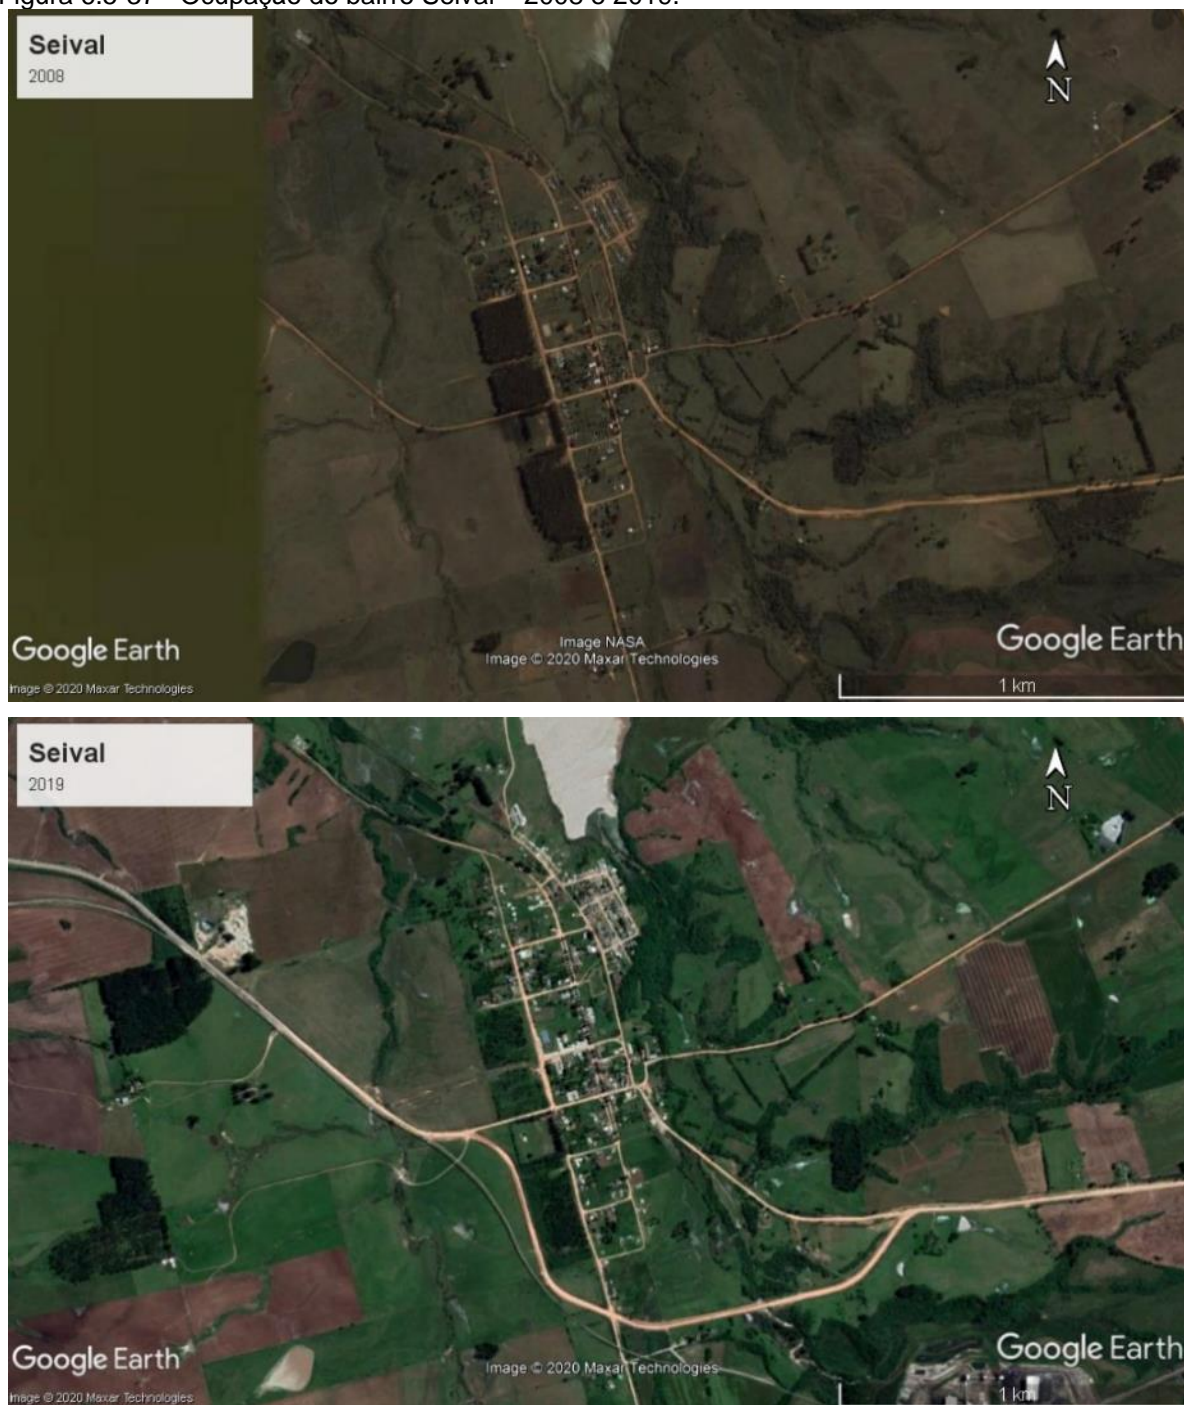 Figura 6.3-37 - Ocupação do bairro Seival – 2008 e 2019.
Seival
2008
N
Google Earth
Image © 2020 Maxar Technologies
Image NASA
Image © 2020 Maxar Technologies
Google Earth
1 km
Seival
2019
N
Google Earth
Image © 2020 Maxar Technologies
Image © 2020 Maxar Technologies
Google Earth
1 km